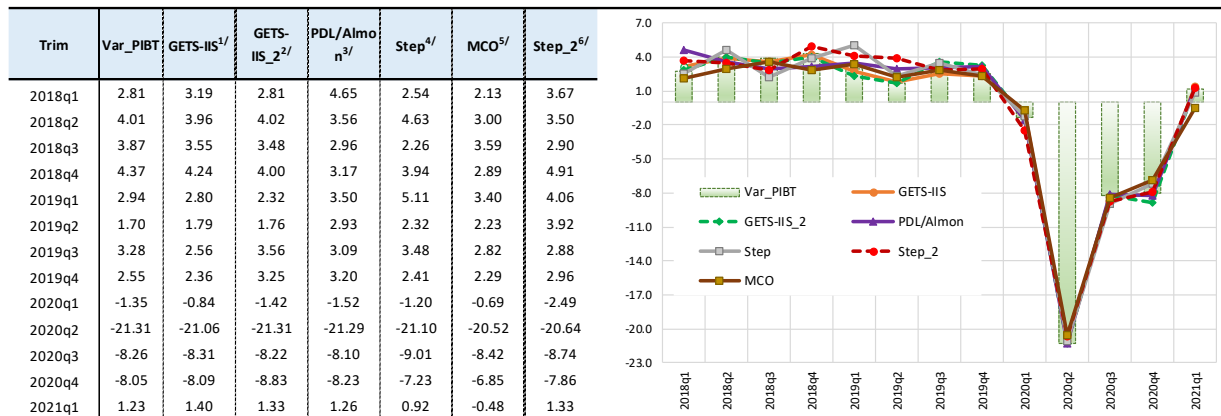 Trim Var_PIBT GETS-IIS1/ GETS-IIS_22/ PDL/Almon3/ Step4/ MCO5/ Step_26/
2018q1 2.81 3.19 2.81 4.65 2.54 2.13 3.67
2018q2 4.01 3.96 4.02 3.56 4.63 3.00 3.50
2018q3 3.87 3.55 3.48 2.96 2.26 3.59 2.90
2018q4 4.37 4.24 4.00 3.17 3.94 2.89 4.91
2019q1 2.94 2.80 2.32 3.50 5.11 3.40 4.06
2019q2 1.70 1.79 1.76 2.93 2.32 2.23 3.92
2019q3 3.28 2.56 3.56 3.09 3.48 2.82 2.88
2019q4 2.55 2.36 3.25 3.20 2.41 2.29 2.96
2020q1 -1.35 -0.84 -1.42 -1.52 -1.20 -0.69 -2.49
2020q2 -21.31 -21.06 -21.31 -21.29 -21.10 -20.52 -20.64
2020q3 -8.26 -8.31 -8.22 -8.10 -9.01 -8.42 -8.74
2020q4 -8.05 -8.09 -8.83 -8.23 -7.23 -6.85 -7.86
2021q1 1.23 1.40 1.33 1.26 0.92 -0.48 1.33
7.0
4.0
1.0
-2.0
-5.0
-8.0
-11.0
-14.0
-17.0
-20.0
-23.0
Var_PIBT GETS-IIS
GETS-IIS_2 PDL/Almon
Step Step_2
MCO
2018q1 2018q2 2018q3 2018q4 2019q1 2019q2 2019q3 2019q4 2020q1 2020q2 2020q3 2020q4 2021q1